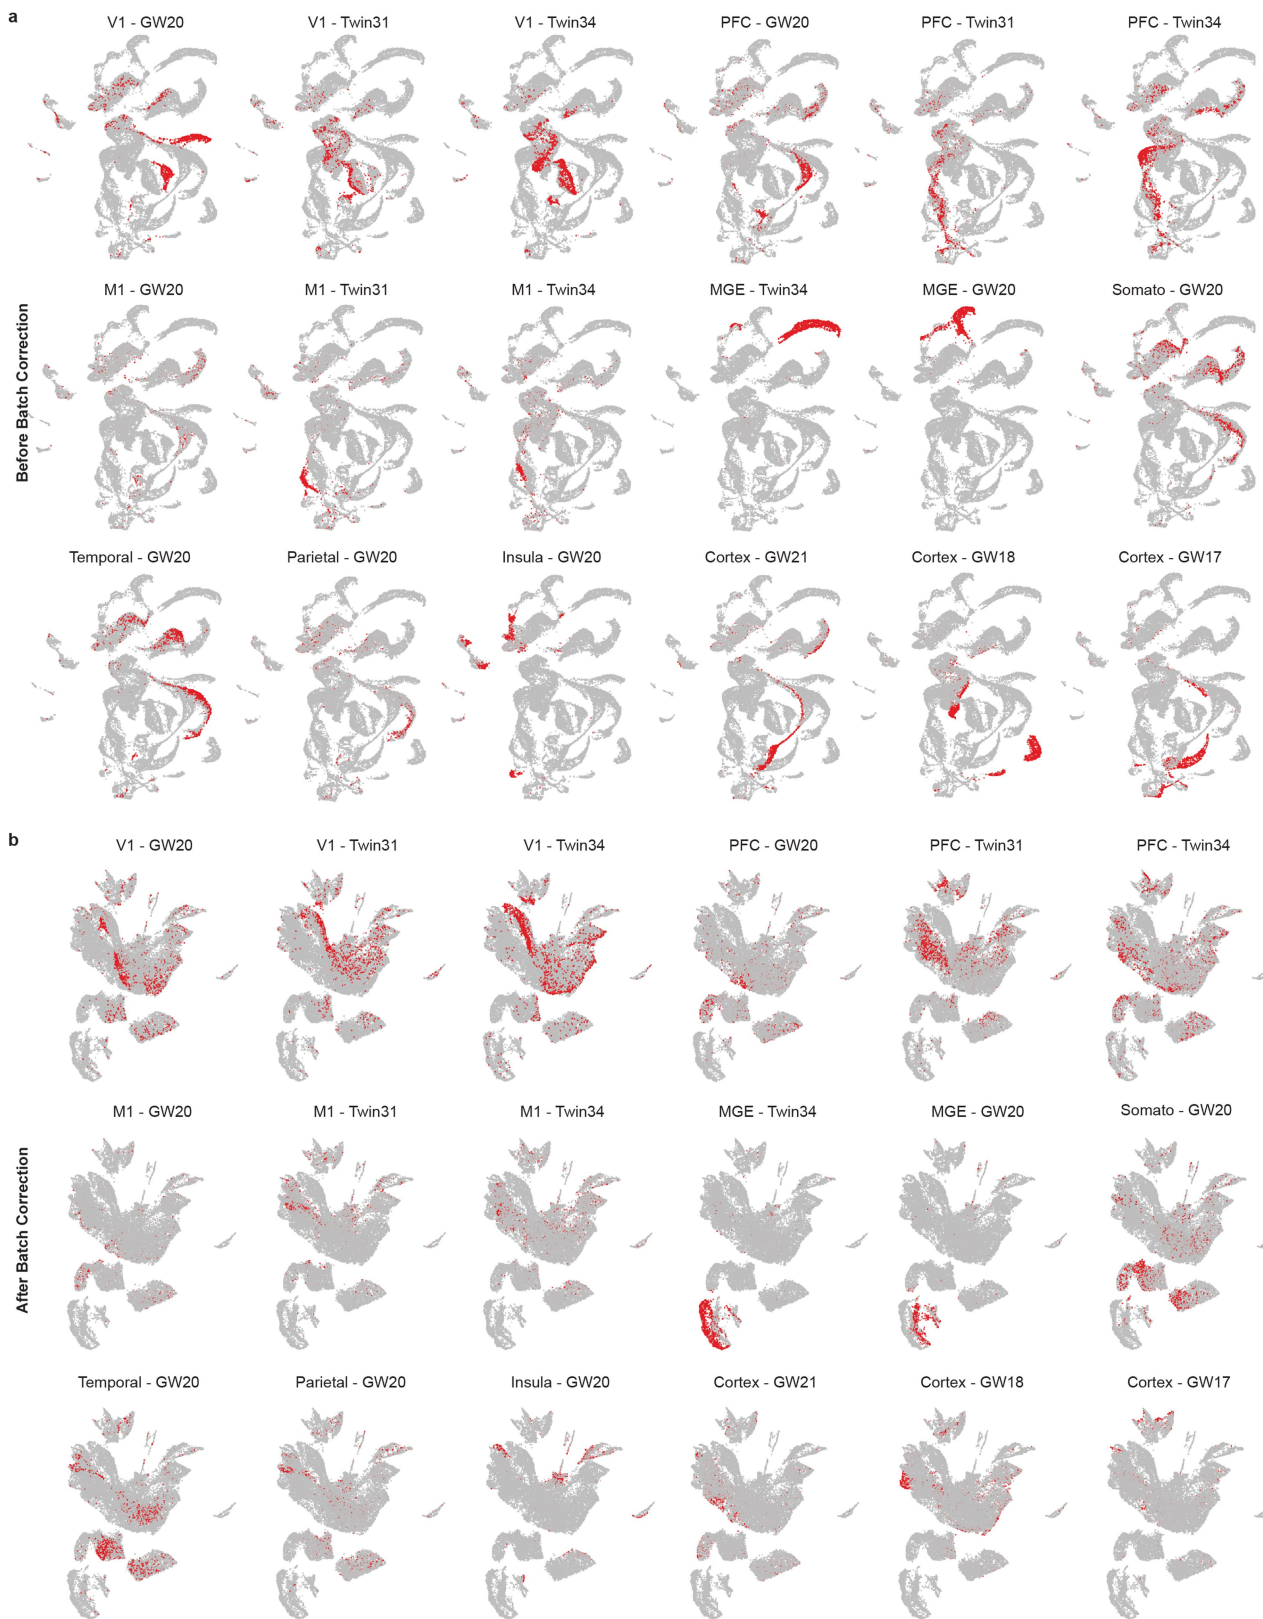 a
V1 - GW20
V1 - Twin31
V1 - Twin34
PFC - GW20
PFC - Twin31
PFC - Twin34
Before Batch Correction
M1 - GW20
M1 - Twin31
M1 - Twin34
MGE - Twin34
MGE - GW20
Somato - GW20
Temporal - GW20
Parietal - GW20
Insula - GW20
Cortex - GW21
Cortex - GW18
Cortex - GW17
b
V1 - GW20
V1 - Twin31
V1 - Twin34
PFC - GW20
PFC - Twin31
PFC - Twin34
After Batch Correction
M1 - GW20
M1 - Twin31
M1 - Twin34
MGE - Twin34
MGE - GW20
Somato - GW20
Temporal - GW20
Parietal - GW20
Insula - GW20
Cortex - GW21
Cortex - GW18
Cortex - GW17